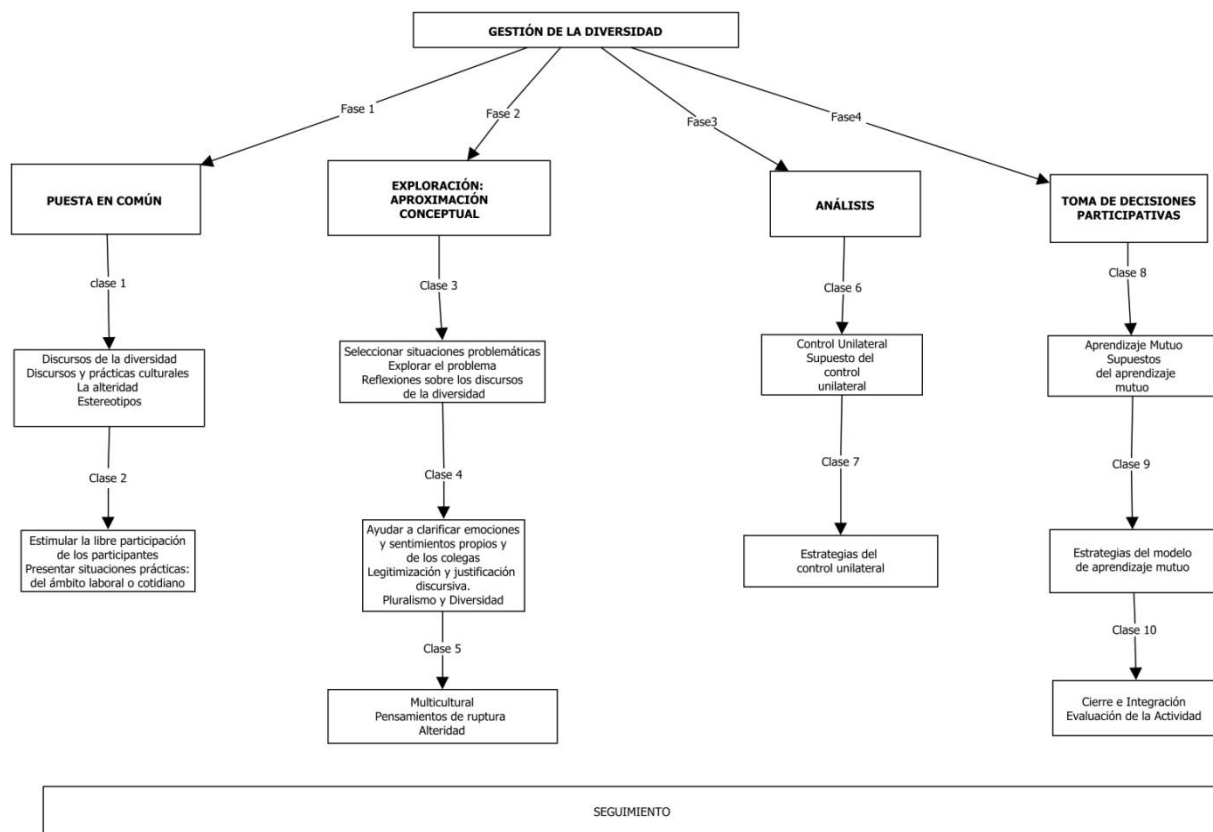 GESTIÓN DE LA DIVERSIDAD
Fase 1
Fase 2
Fase3
Fase4
PUESTA EN COMÚN
EXPLORACIÓN:
APROXIMACIÓN
CONCEPTUAL
ANÁLISIS
TOMA DE DECISIONES
PARTICIPATIVAS
clase 1
Clase 3
Clase 6
Clase 8
Discursos de la diversidad
Discursos y prácticas culturales
La alteridad
Estereotipos
Seleccionar situaciones problemáticas
Explorar el problema
Reflexiones sobre los discursos
de la diversidad
Control Unilateral
Supuesto del
control
unilateral
Aprendizaje Mutuo
Supuestos
del aprendizaje
mutuo
Clase 2
Clase 4
Clase 7
Clase 9
Estimular la libre participación
de los participantes
Presentar situaciones prácticas:
del ámbito laboral o cotidiano
Ayudar a clarificar emociones
y sentimientos propios y
de los colegas
Legitimización y justificación
discursiva.
Pluralismo y Diversidad
Estrategias del
control unilateral
Estrategias del modelo
de aprendizaje mutuo
Clase 5
Clase 10
Multicultural
Pensamientos de ruptura
Alteridad
Cierre e Integración
Evaluación de la Actividad
SEGUIMIENTO